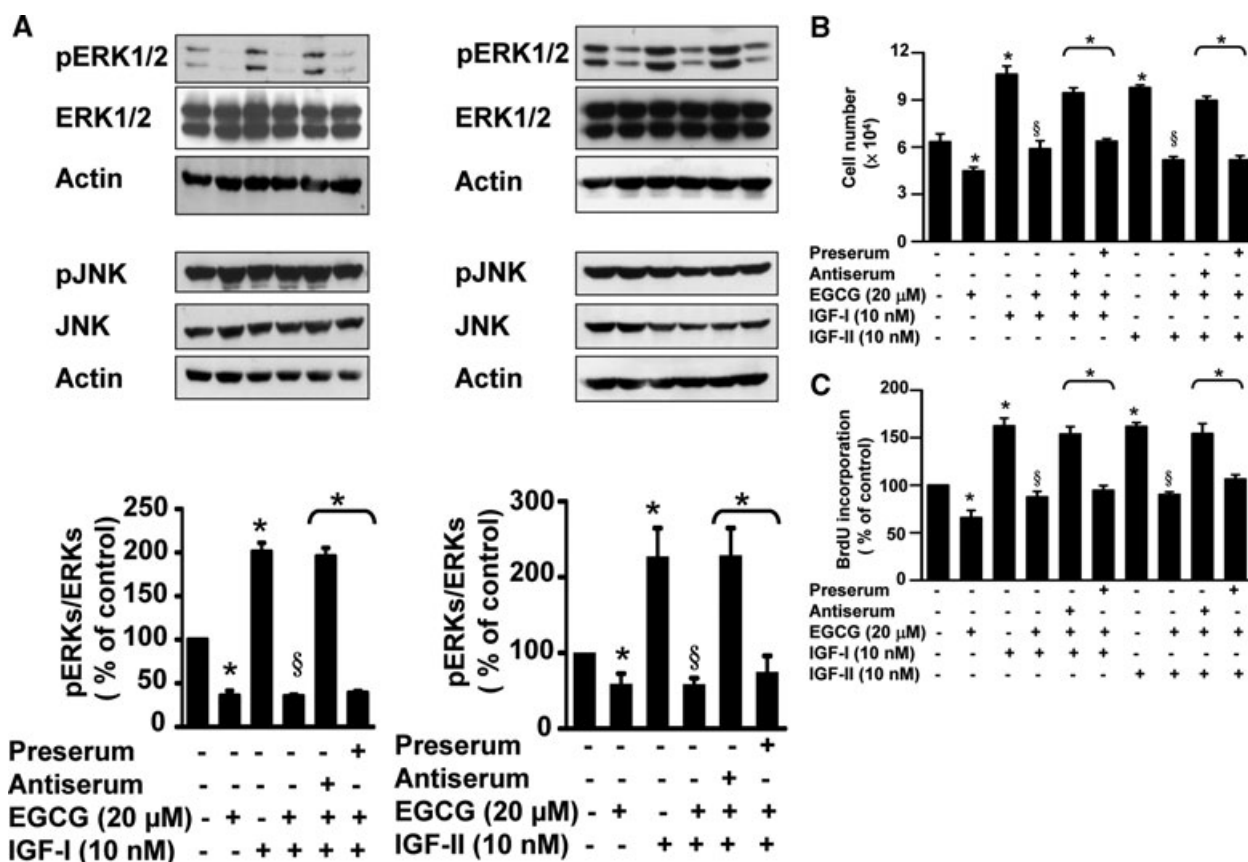 A
pERK1/2
ERK1/2
Actin
pJNK
JNK
Actin
pERK1/2
ERK1/2
Actin
pJNK
JNK
Actin
250
200
150
100
50
0
pERKs/ERKs
( % of control)
*
*
§
*
Preserum - - - - - +
Antiserum - - - - + -
EGCG (20 µM) - + - + + +
IGF-I (10 nM) - - + + + +
300
200
100
0
pERKs/ERKs
( % of control)
*
*
§
*
Preserum - - - - - +
Antiserum - - - - + -
EGCG (20 µM) - + - + + +
IGF-II (10 nM) - - + + + +
B
12
9
6
3
0
Cell number
(× 10⁴)
*
*
§
*
*
§
*
Preserum - - - - - + - - - +
Antiserum - - - - + - - - + -
EGCG (20 µM) - + - + + + - + + +
IGF-I (10 nM) - - + + + + - - - -
IGF-II (10 nM) - - - - - - + + + +
C
200
150
100
50
0
BrdU incorporation
( % of control)
*
*
§
*
*
§
*
Preserum - - - - - + - - - +
Antiserum - - - - + - - - + -
EGCG (20 µM) - + - + + + - + + +
IGF-I (10 nM) - - + + + + - - - -
IGF-II (10 nM) - - - - - - + + + +